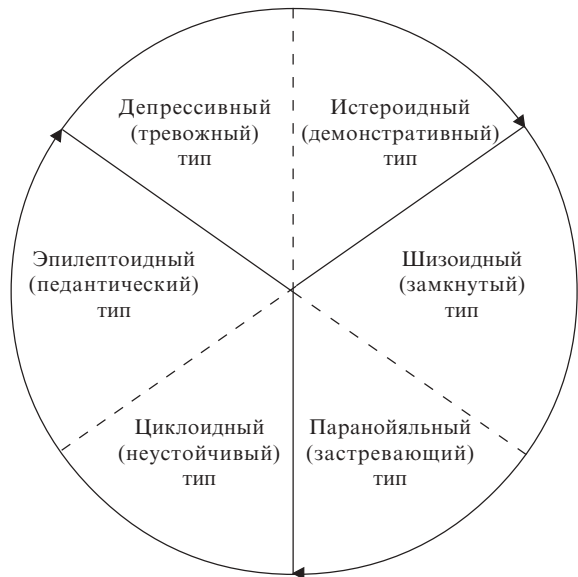 Депрессивный
(тревожный)
тип
Истероидный
(демонстративный)
тип
Эпилептоидный
(педантический)
тип
Шизоидный
(замкнутый)
тип
Циклоидный
(неустойчивый)
тип
Паранойяльный
(застревающий)
тип